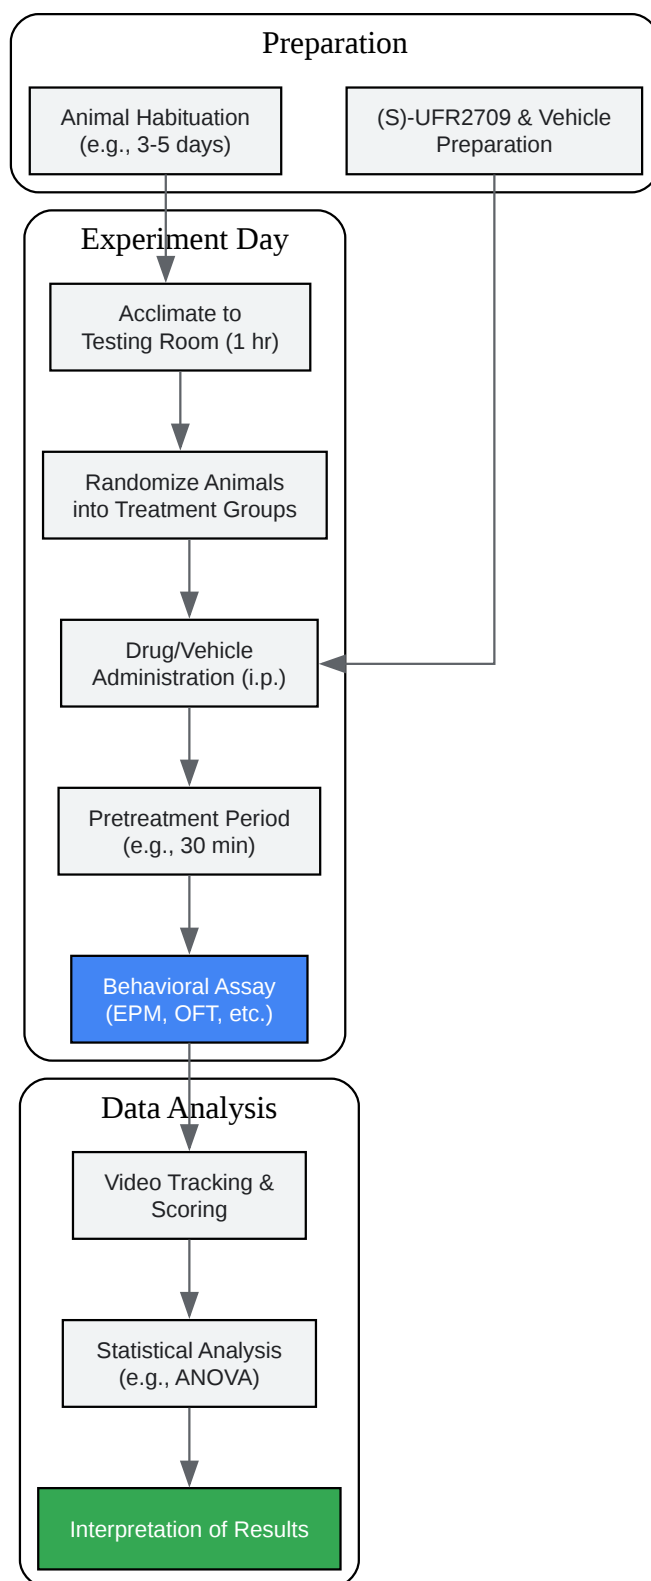 Preparation
Animal Habituation
(e.g., 3-5 days)
(S)-UFR2709 & Vehicle
Preparation
Experiment Day
Acclimate to
Testing Room (1 hr)
Randomize Animals
into Treatment Groups
Drug/Vehicle
Administration (i.p.)
Pretreatment Period
(e.g., 30 min)
Behavioral Assay
(EPM, OFT, etc.)
Data Analysis
Video Tracking &
Scoring
Statistical Analysis
(e.g., ANOVA)
Interpretation of Results